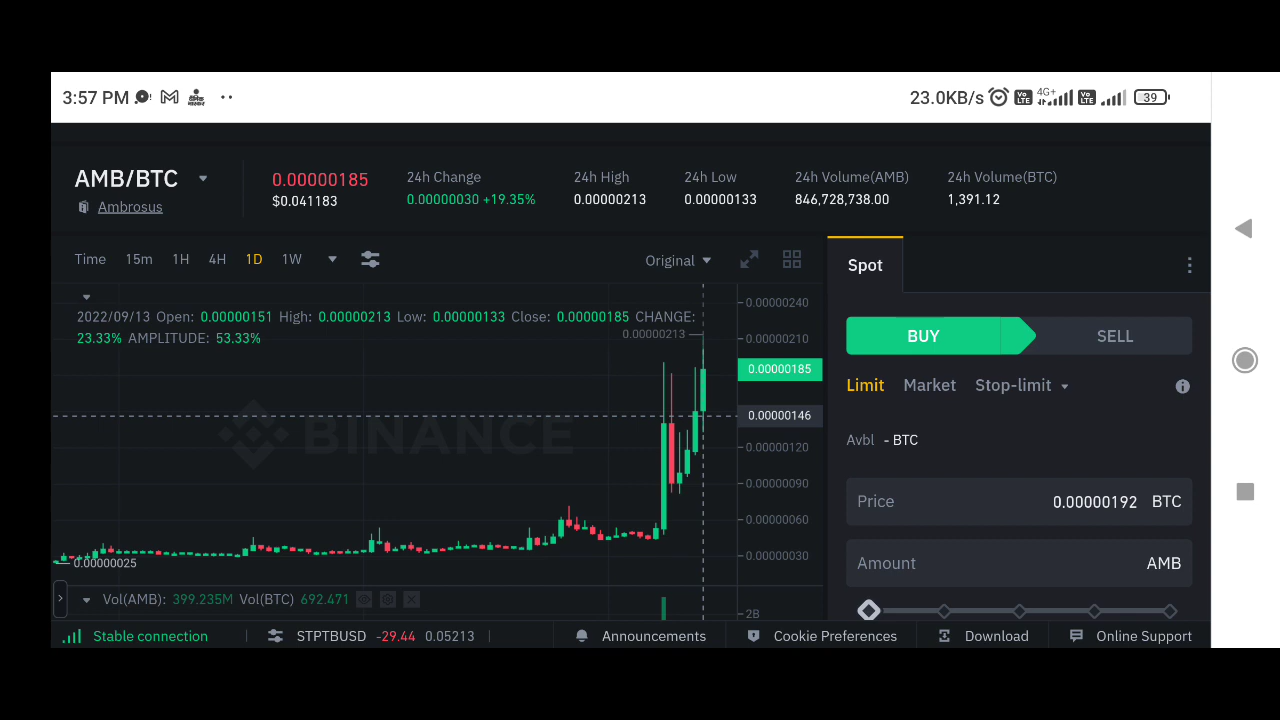 3:57 PM
23.0KB/s 4G+ 39
AMB/BTC
Ambrosus
0.00000185
$0.041183
24h Change
0.00000030 +19.35%
24h High
0.00000213
24h Low
0.00000133
24h Volume(AMB)
846,728,738.00
24h Volume(BTC)
1,391.12
Time 15m 1H 4H 1D 1W
Original
2022/09/13 Open: 0.00000151 High: 0.00000213 Low: 0.00000133 Close: 0.00000185 CHANGE:
23.33% AMPLITUDE: 53.33%
0.00000213
0.00000240
0.00000210
0.00000185
0.00000146
0.00000120
0.00000090
0.00000060
0.00000030
BINANCE
0.00000025
Vol(AMB): 399.235M Vol(BTC) 692.471
2B
Spot
BUY SELL
Limit Market Stop-limit
Avbl - BTC
Price 0.00000192 BTC
Amount AMB
Stable connection STPTBUSD -29.44 0.05213 Announcements Cookie Preferences Download Online Support